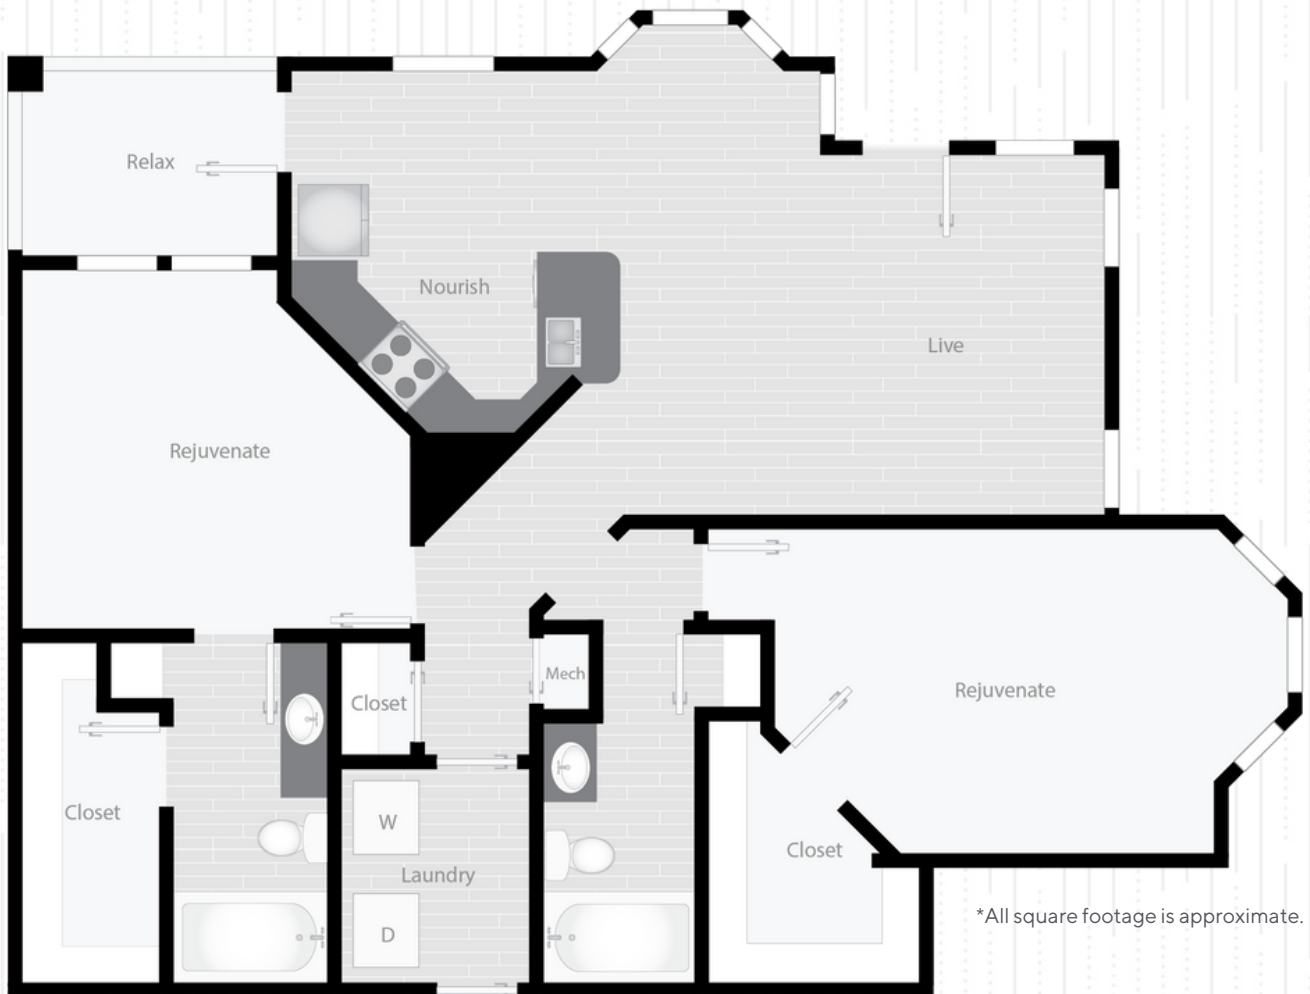 Relax
Nourish
Live
Rejuvenate
Mech
Closet
Rejuvenate
Closet
W
Closet
Laundry
D
*All square footage is approximate.